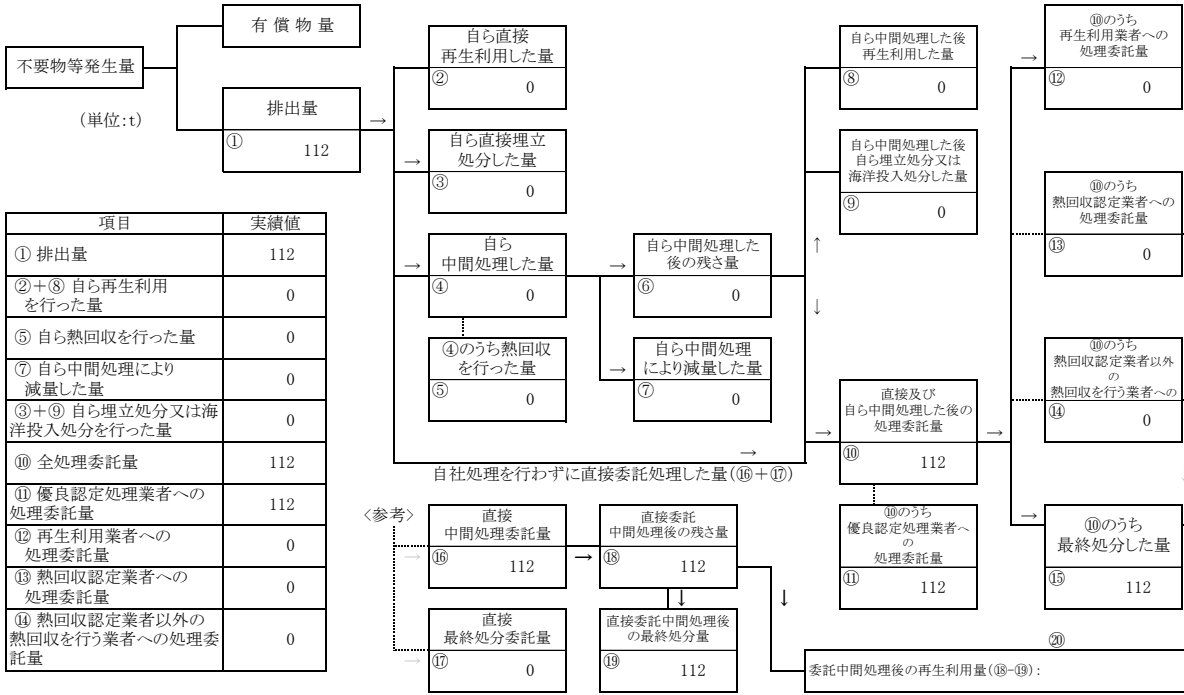 有 償 物 量
不要物等発生量
(単位:t)
排出量
①
112
→
自ら直接
再生利用した量
②
0
→
自ら直接埋立
処分した量
③
0
→
自ら
中間処理した量
④
0
④のうち熱回収
を行った量
⑤
0
→
自ら中間処理した
後の残さ量
⑥
0
→
自ら中間処理
により減量した量
⑦
0
自ら中間処理した後
再生利用した量
⑧
0
自ら中間処理した後
自ら埋立処分又は
海洋投入処分した量
⑨
0
↑
↓
→
直接及び
自ら中間処理した後の
処理委託量
⑩
112
→
⑩のうち
優良認定処理業者へ
の
処理委託量
⑪
112
→
⑩のうち
再生利用業者への
処理委託量
⑫
0
⑩のうち
熱回収認定業者への
処理委託量
⑬
0
⑩のうち
熱回収認定業者以外
の
熱回収を行う業者への
⑭
0
→
⑩のうち
最終処分した量
⑮
112
→
自社処理を行わずに直接委託処理した量(⑯+⑰)
〈参考〉
→
直接
中間処理委託量
⑯
112
→
直接委託
中間処理後の残さ量
⑱
112
→
直接
最終処分委託量
⑰
0
↓
直接委託中間処理後
の最終処分量
⑲
112
↓
⑳
委託中間処理後の再生利用量(⑱-⑲):
項目 実績値
① 排出量 112
②+⑧ 自ら再生利用
を行った量 0
⑤ 自ら熱回収を行った量 0
⑦ 自ら中間処理により
減量した量 0
③+⑨ 自ら埋立処分又は海
洋投入処分を行った量 0
⑩ 全処理委託量 112
⑪ 優良認定処理業者への
処理委託量 112
⑫ 再生利用業者への
処理委託量 0
⑬ 熱回収認定業者への
処理委託量 0
⑭ 熱回収認定業者以外の
熱回収を行う業者への処理委
託量 0